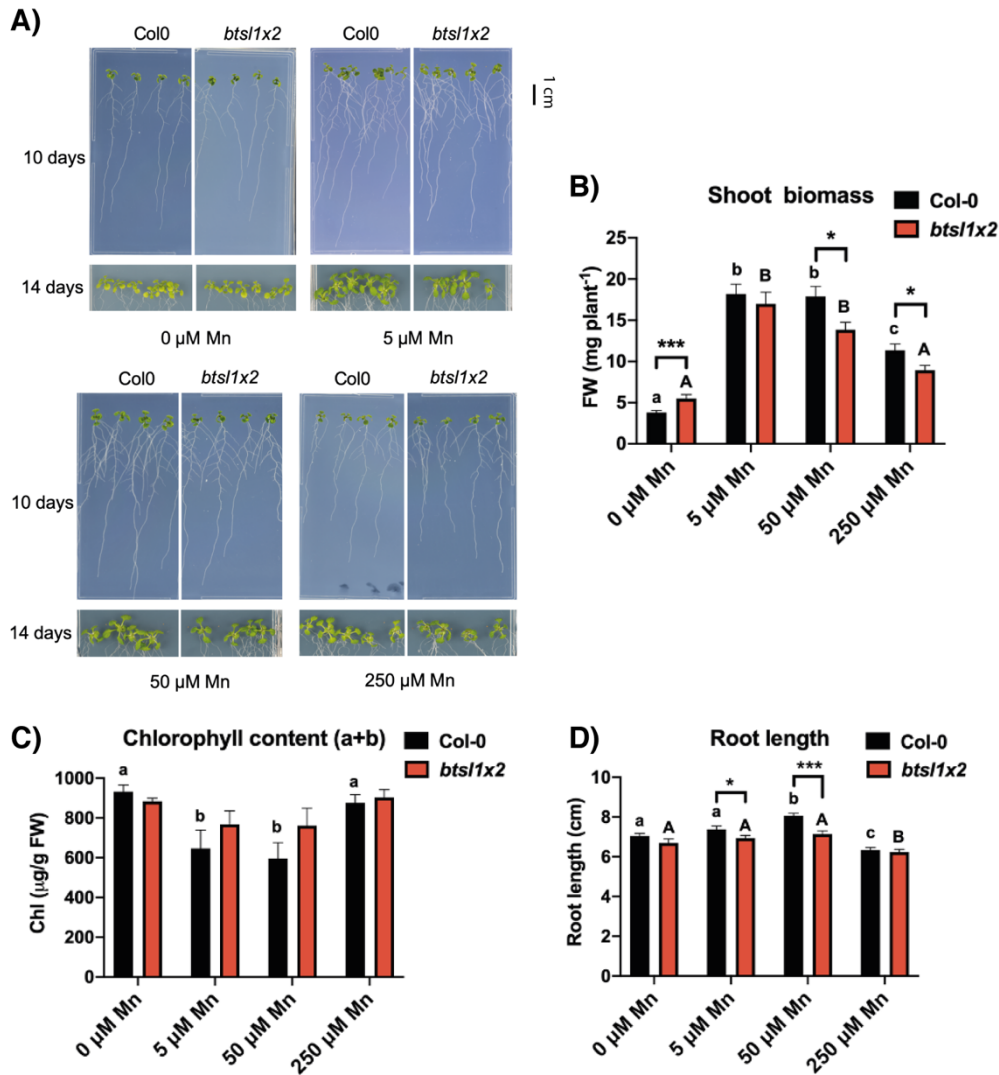 A)
Col0 btsl1x2 Col0 btsl1x2
1 cm
10 days
14 days
0 µM Mn 5 µM Mn
Col0 btsl1x2 Col0 btsl1x2
10 days
14 days
50 µM Mn 250 µM Mn
B)
Shoot biomass
Col-0
btsl1x2
FW (mg plant⁻¹)
25
20
15
10
5
0
a *** A
b B
b * B
c * A
0 µM Mn
5 µM Mn
50 µM Mn
250 µM Mn
C)
Chlorophyll content (a+b)
Col-0
btsl1x2
Chl (µg/g FW)
1000
800
600
400
200
0
a
b
b
a
0 µM Mn
5 µM Mn
50 µM Mn
250 µM Mn
D)
Root length
Col-0
btsl1x2
Root length (cm)
10
8
6
4
2
0
a A
a * A
b *** A
c B
0 µM Mn
5 µM Mn
50 µM Mn
250 µM Mn